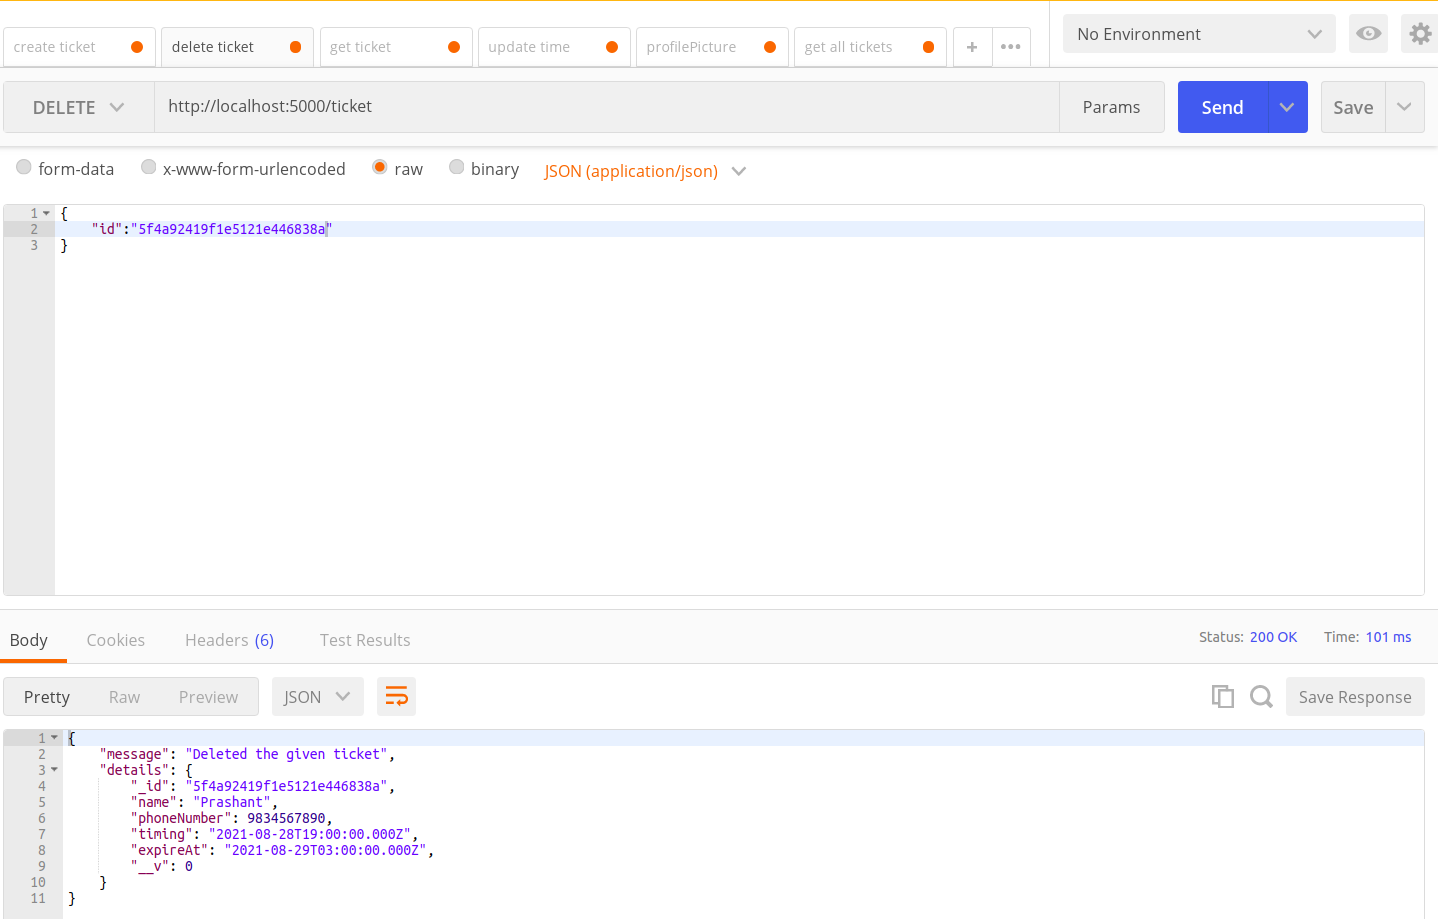 create ticket delete ticket get ticket update time profilePicture get all tickets + ••• No Environment
DELETE http://localhost:5000/ticket Params Send Save
form-data x-www-form-urlencoded raw binary JSON (application/json)
1 {
2 "id":"5f4a92419f1e5121e446838a"
3 }
Body Cookies Headers (6) Test Results Status: 200 OK Time: 101 ms
Pretty Raw Preview JSON Save Response
1 {
2 "message": "Deleted the given ticket",
3 "details": {
4 "_id": "5f4a92419f1e5121e446838a",
5 "name": "Prashant",
6 "phoneNumber": 9834567890,
7 "timing": "2021-08-28T19:00:00.000Z",
8 "expireAt": "2021-08-29T03:00:00.000Z",
9 "__v": 0
10 }
11 }